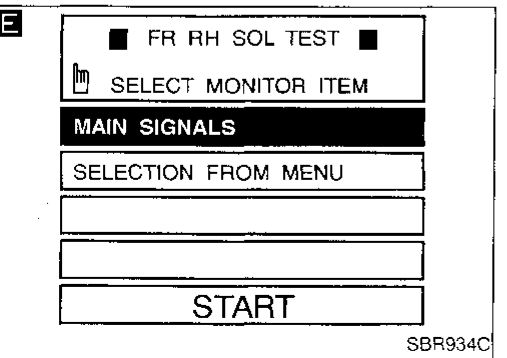 E
■ FR RH SOL TEST ■
SELECT MONITOR ITEM
MAIN SIGNALS
SELECTION FROM MENU
START
SBR934C